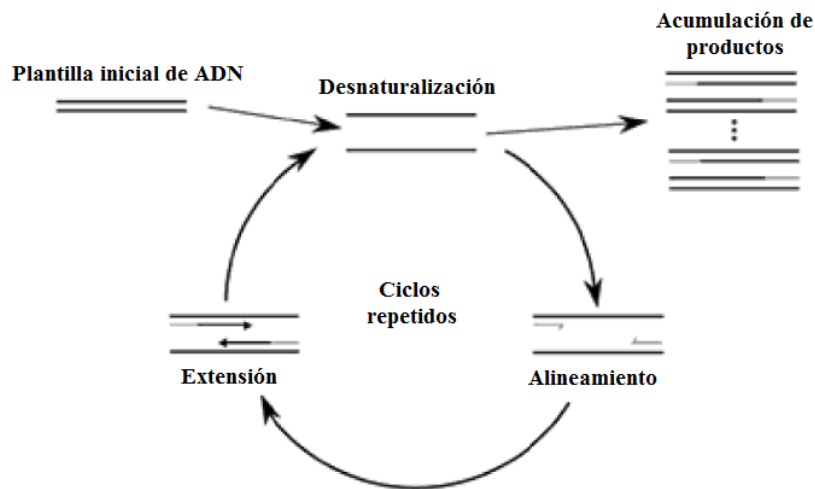 Acumulación de
productos
Plantilla inicial de ADN
Desnaturalización
Ciclos
repetidos
Extensión
Alineamiento